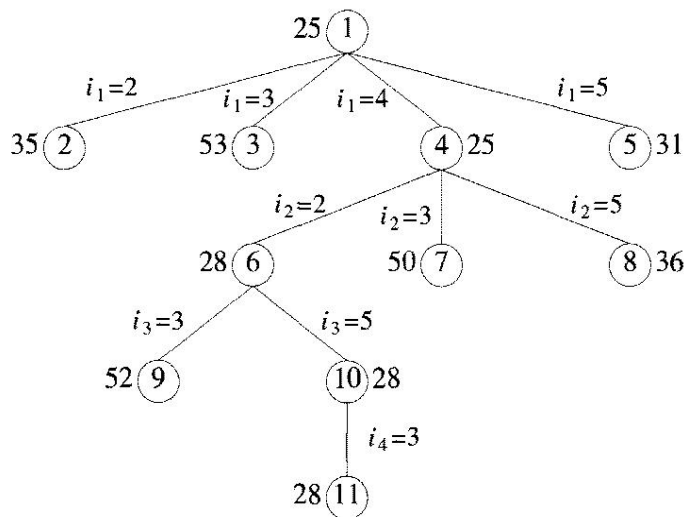 25 1
i₁=2 i₁=3 i₁=4 i₁=5
35 2 53 3 4 25 5 31
i₂=2 i₂=3 i₂=5
28 6 50 7 8 36
i₃=3 i₃=5
52 9 10 28
i₄=3
28 11